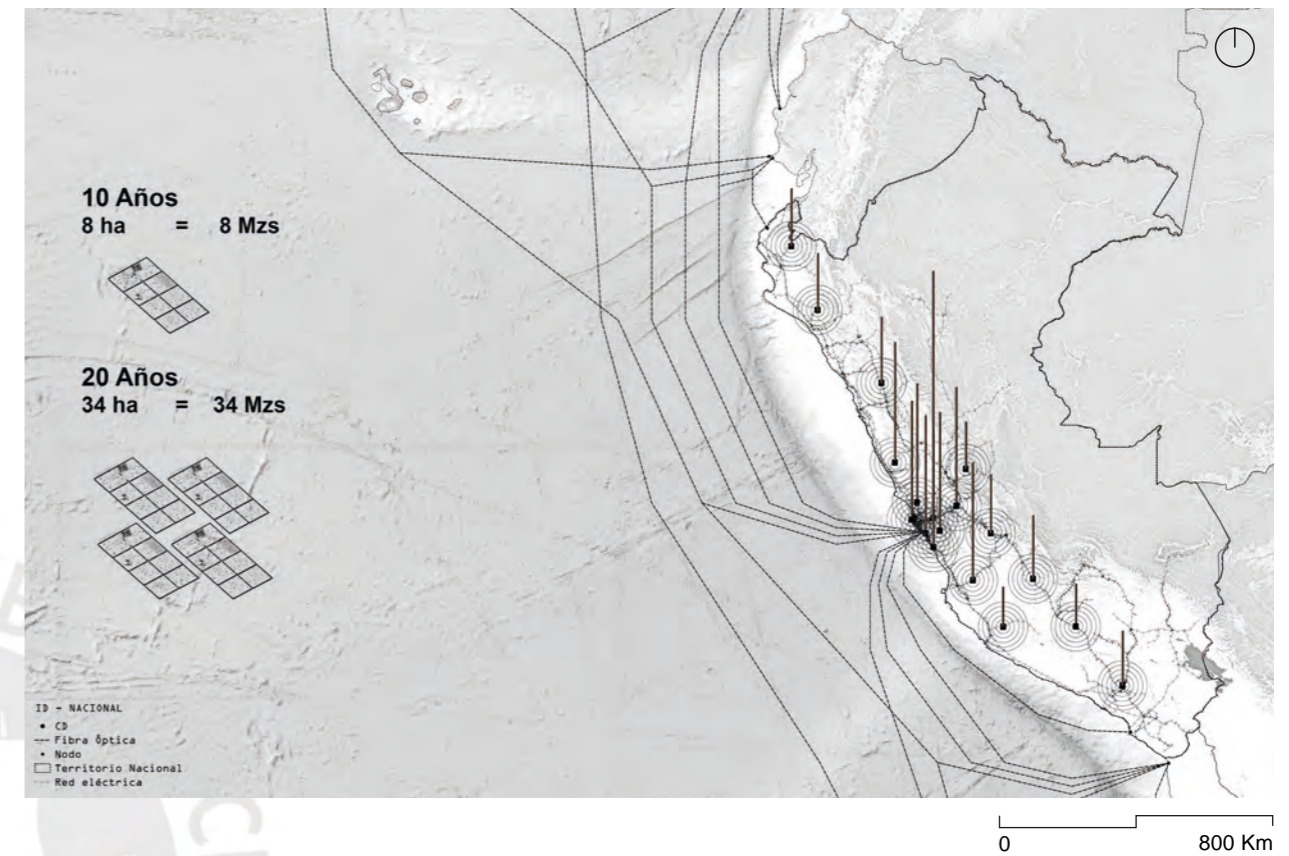 10 Años
8 ha = 8 Mzs
20 Años
34 ha = 34 Mzs
ID - NACIONAL
CD
Fibra Óptica
Nodo
Territorio Nacional
Red eléctrica
0 800 Km